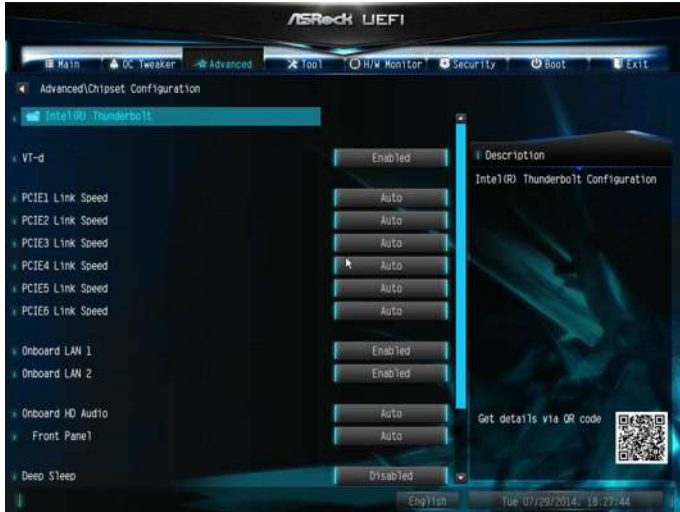 ASRock UEFI
Main OC Tweaker Advanced Tool H/W Monitor Security Boot Exit
Advanced\Chipset Configuration
Intel(R) Thunderbolt
VT-d Enabled
Description
Intel(R) Thunderbolt Configuration
PCIE1 Link Speed Auto
PCIE2 Link Speed Auto
PCIE3 Link Speed Auto
PCIE4 Link Speed Auto
PCIE5 Link Speed Auto
PCIE6 Link Speed Auto
Onboard LAN 1 Enabled
Onboard LAN 2 Enabled
Onboard HD Audio Auto
Front Panel Auto
Get details via QR code
Deep Sleep Disabled
English Tue 07/29/2014. 18:27:44